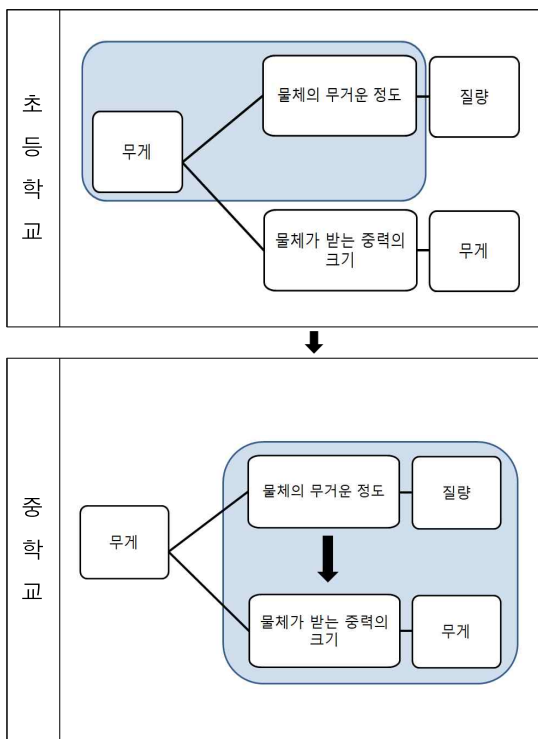 초
등
학
교
무게
물체의 무거운 정도
질량
물체가 받는 중력의
크기
무게
중
학
교
무게
물체의 무거운 정도
질량
물체가 받는 중력의
크기
무게